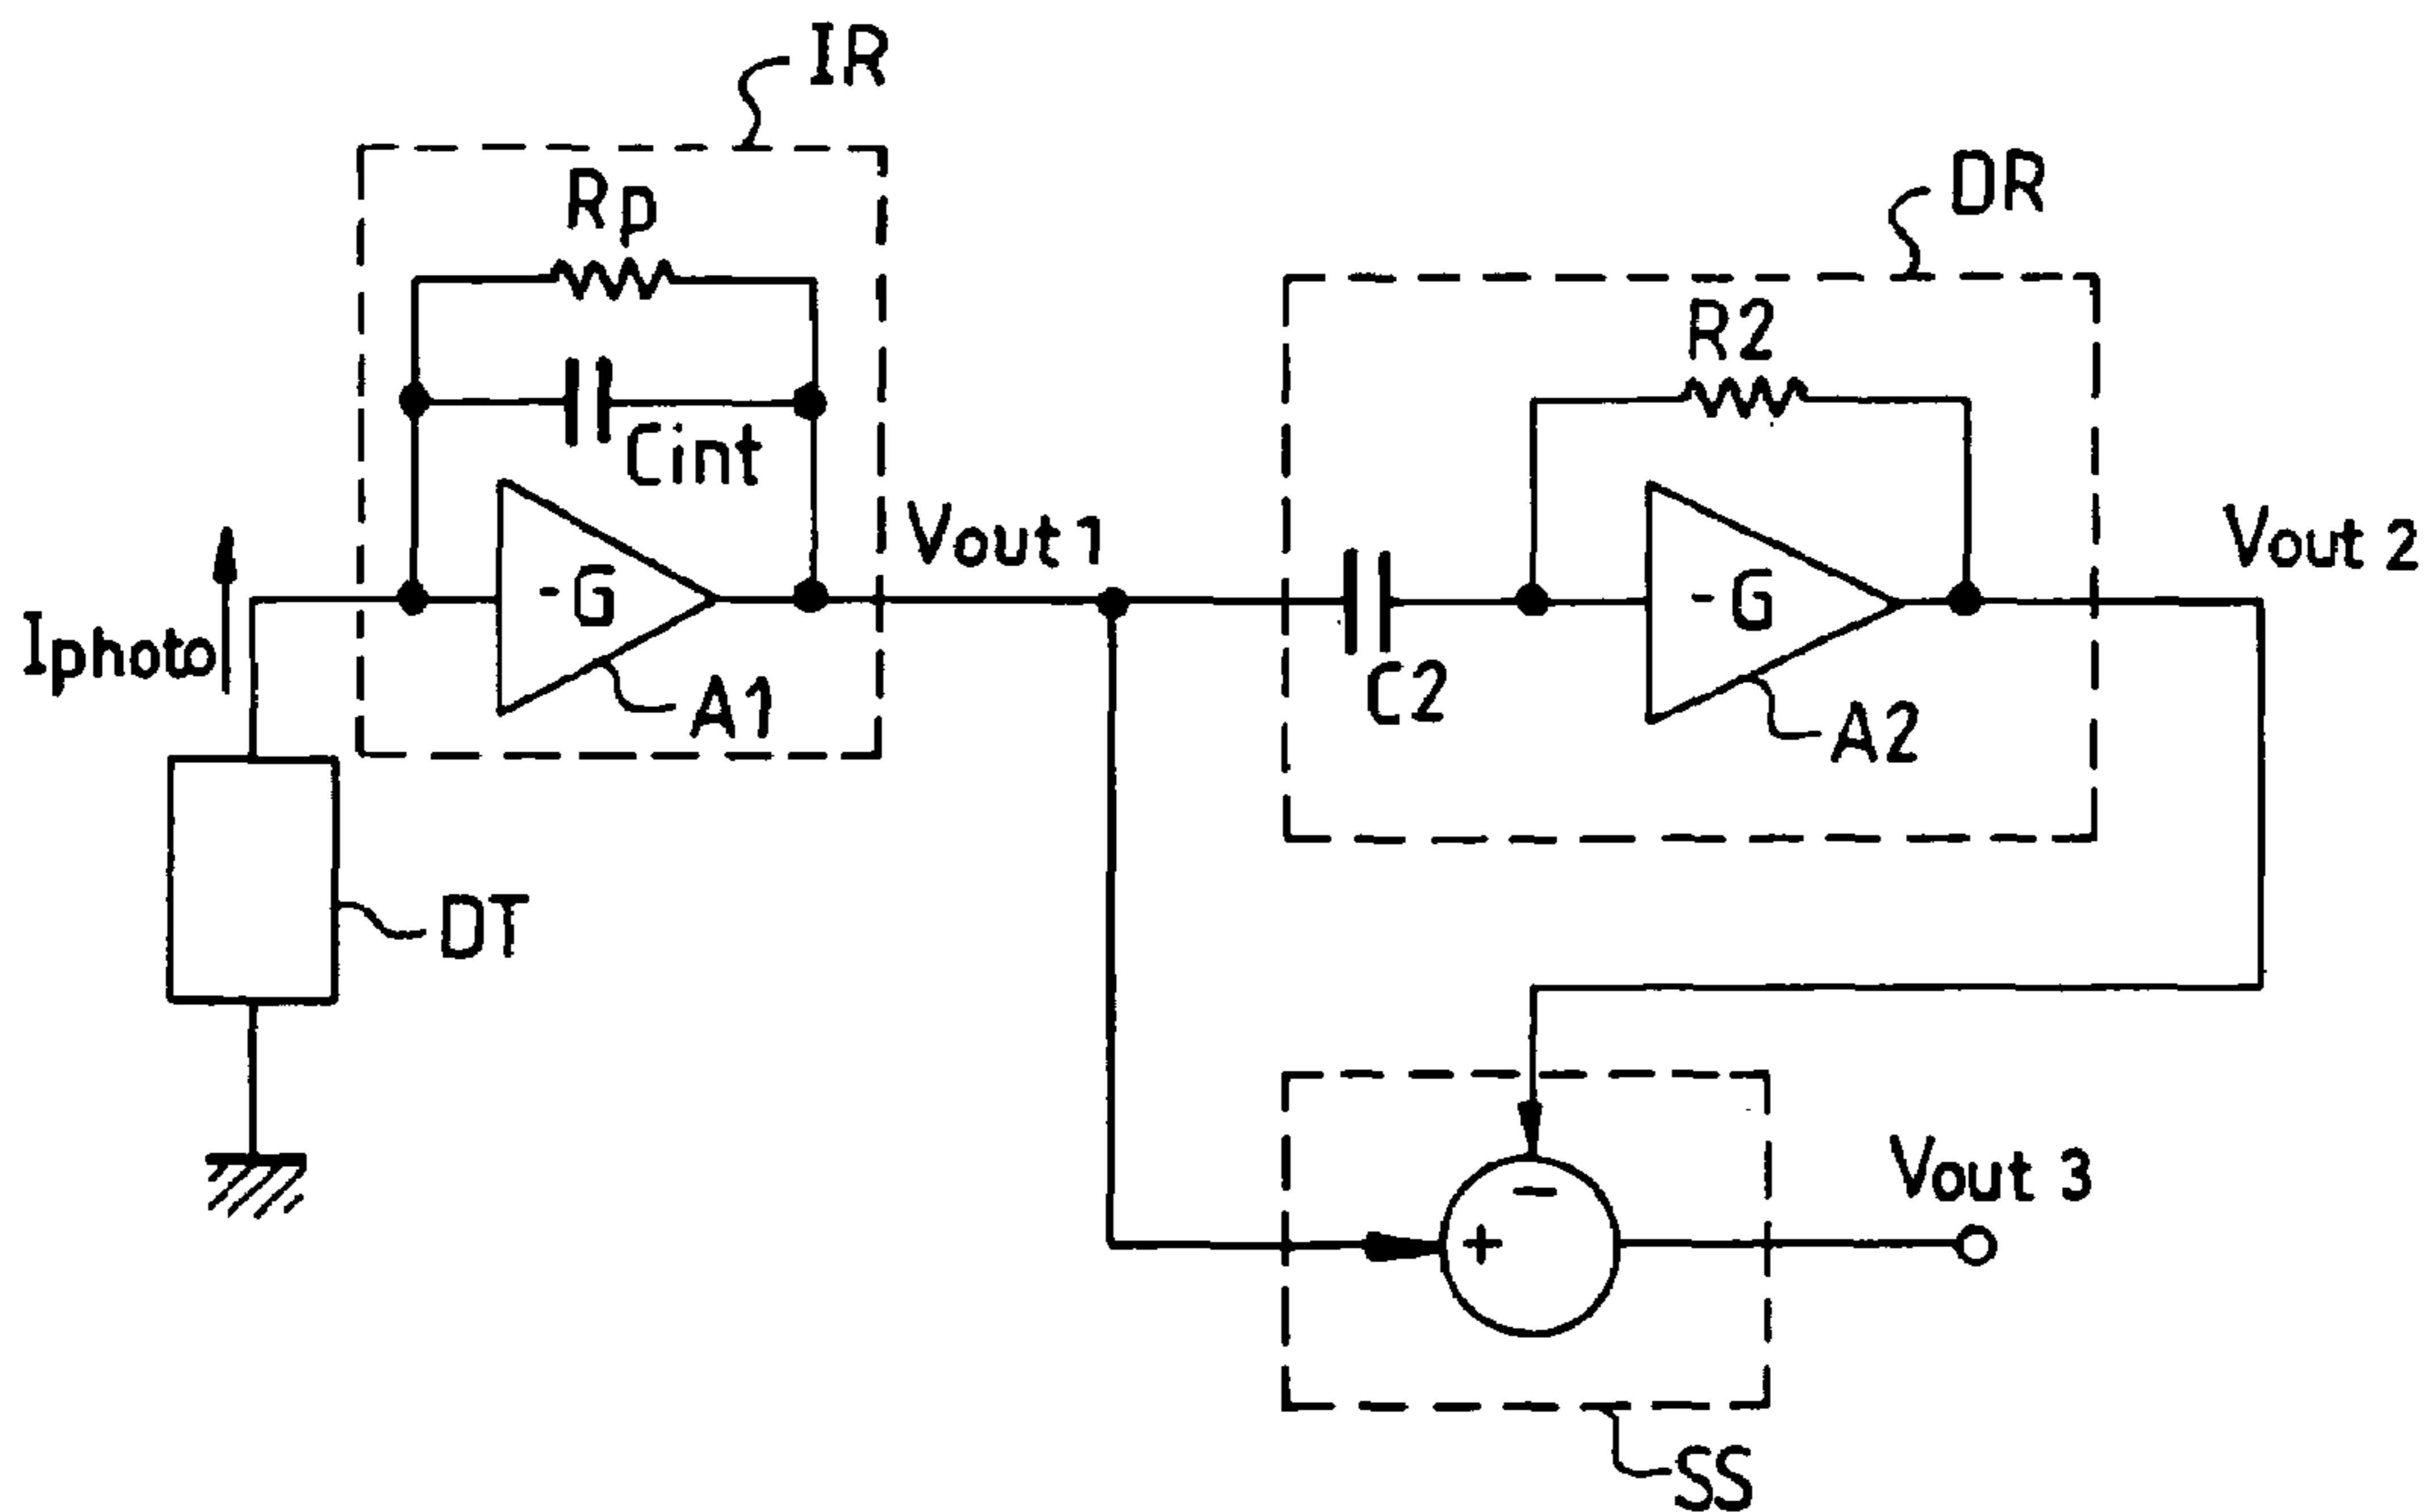 IR
Rp
Cint
-G
A1
Iphoto
DT
Vout 1
DR
R2
C2
-G
A2
Vout 2
-
+
Vout 3
SS